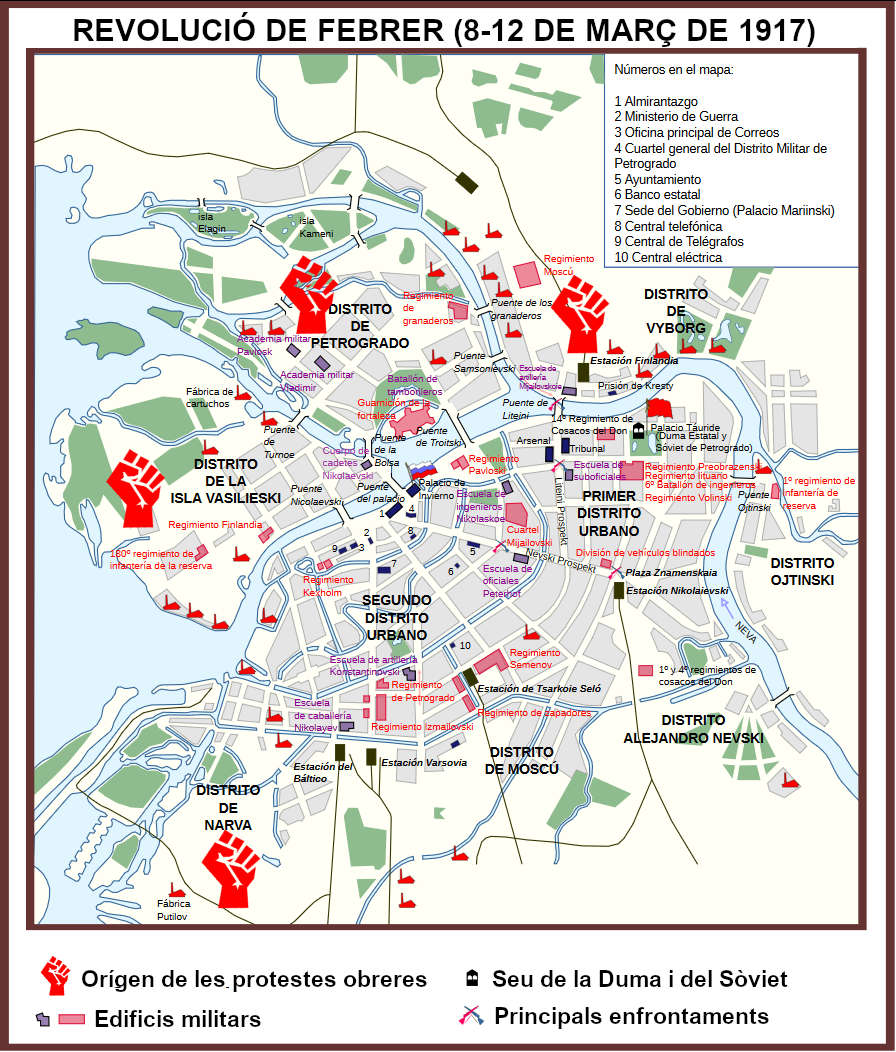 REVOLUCIÓ DE FEBRER (8-12 DE MARÇ DE 1917)
Números en el mapa:
1 Almirantazgo
2 Ministerio de Guerra
3 Oficina principal de Correos
4 Cuartel general del Distrito Militar de
Petrogrado
5 Ayuntamiento
6 Banco estatal
7 Sede del Gobierno (Palacio Mariinski)
8 Central telefónica
9 Central de Telégrafos
10 Central eléctrica
isla
Elagin
isla
Kameni
Regimiento
Moscú
Regimiento
de
granaderos
Puente de los
granaderos
DISTRITO
DE
VYBORG
DISTRITO
DE
PETROGRADO
Academia militar
Pavlosk
Academia militar
Vladimir
Puente
Samsonievski
Estación Finlandia
Escuela de
artillería
Mijailovskoie
Prisión de Kresty
Fábrica de
cartuchos
Batallón de
tamborileros
Guarnición de la
fortaleza
Puente de
Liteini
14º Regimiento de
Cosacos del Don
Palacio Táuride
(Duma Estatal y
Sóviet de Petrogrado)
Puente
de
Turnoe
Puente
de la
Bolsa
Puente
de Troitski
Arsenal
Tribunal
Cuerpo de
cadetes
Nikolaevski
DISTRITO
DE LA
ISLA VASILIESKI
Regimiento
Pavloski
Escuela de
suboficiales
Regimiento Preobrazenski
Regimiento lituano
6º Batallón de ingenieros
Regimiento Volinski
1º regimiento de
infantería de
reserva
Puente
Ojtinski
Puente
Nicolaevski
Puente
del palacio
Palacio de
Invierno
Escuela de
ingenieros
Nikolaskoe
Liteini Prospekt
PRIMER
DISTRITO
URBANO
1
4
Regimiento Finlandia
180º regimiento de
infantería de la reserva
Cuartel
Mijailovski
2
3
9
8
5
6
7
Nevski Prospekt
División de vehículos blindados
DISTRITO
OJTINSKI
Regimiento
Kexholm
Escuela de
oficiales
Peterhof
Plaza Znamenskaia
Estación Nikolaievski
SEGUNDO
DISTRITO
URBANO
NEVA
10
Escuela de artillería
Konstantinovski
Regimiento
Semenov
1º y 4º regimientos de
cosacos del Don
Regimiento
de Petrogrado
Estación de Tsarkoie Seló
Escuela
de caballería
Nikolayev
Regimiento Izmailovski
Regimiento de zapadores
DISTRITO
ALEJANDRO NEVSKI
Estación del
Báltico
Estación Varsovia
DISTRITO
DE MOSCÚ
DISTRITO
DE
NARVA
Fábrica
Putilov
Orígen de les protestes obreres
Seu de la Duma i del Sòviet
Edificis militars
Principals enfrontaments